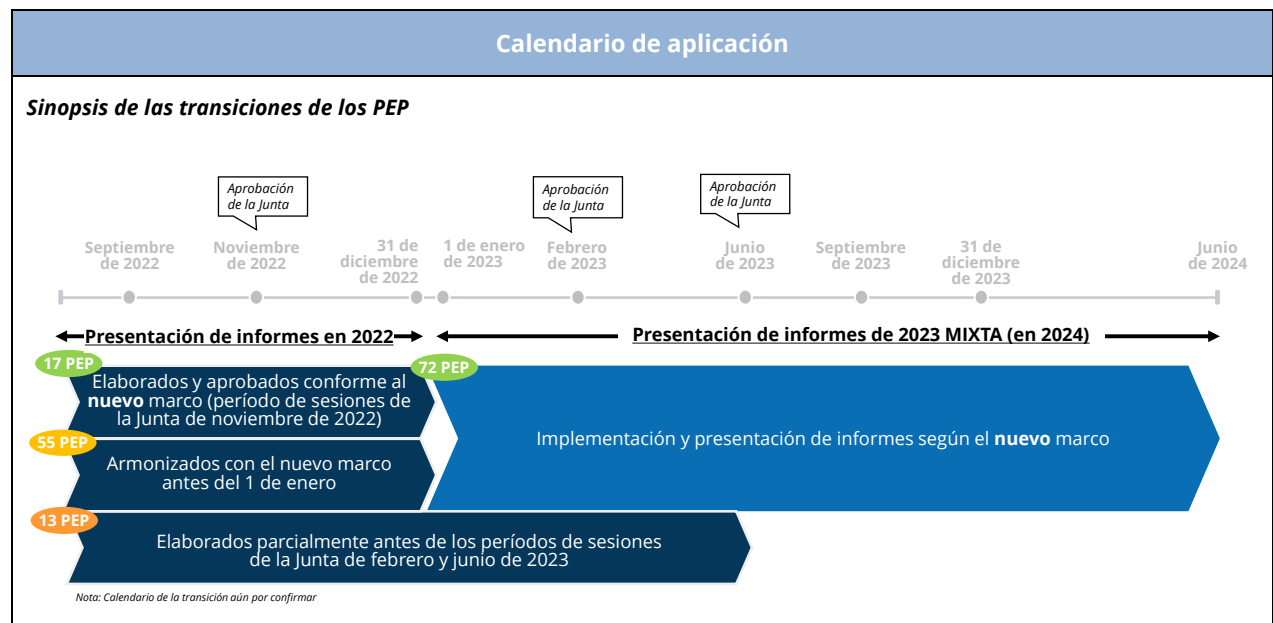 Calendario de aplicación
Sinopsis de las transiciones de los PEP
Aprobación
de la Junta
Aprobación
de la Junta
Aprobación
de la Junta
Septiembre
de 2022
Noviembre
de 2022
31 de
diciembre
de 2022
1 de enero
de 2023
Febrero
de 2023
Junio
de 2023
Septiembre
de 2023
31 de
diciembre
de 2023
Junio
de 2024
Presentación de informes en 2022
Presentación de informes de 2023 MIXTA (en 2024)
17 PEP
Elaborados y aprobados conforme al
nuevo marco (período de sesiones de
la Junta de noviembre de 2022)
72 PEP
Implementación y presentación de informes según el nuevo marco
55 PEP
Armonizados con el nuevo marco
antes del 1 de enero
13 PEP
Elaborados parcialmente antes de los períodos de sesiones
de la Junta de febrero y junio de 2023
Nota: Calendario de la transición aún por confirmar